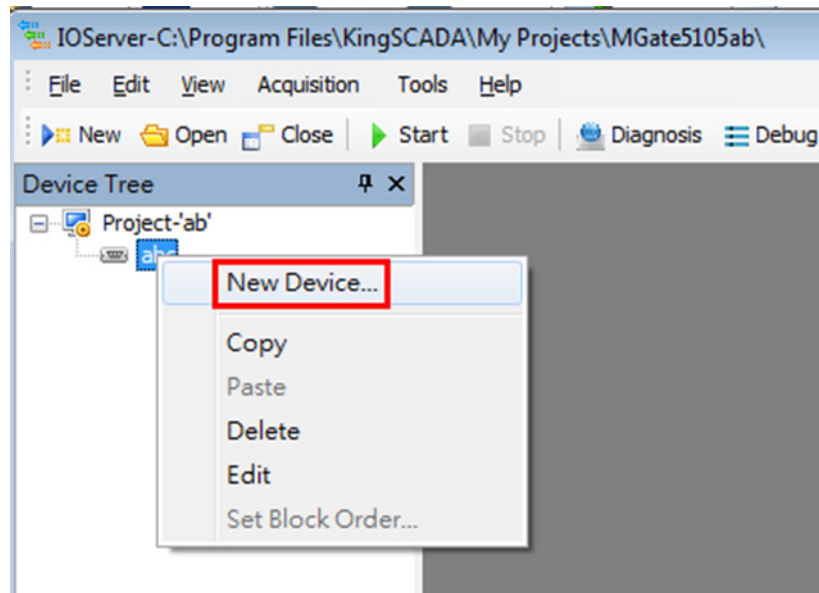 IOServer-C:\Program Files\KingSCADA\My Projects\MGate5105ab\
File Edit View Acquisition Tools Help
New Open Close Start Stop Diagnosis Debug
Device Tree
Project-'ab'
New Device...
Copy
Paste
Delete
Edit
Set Block Order...